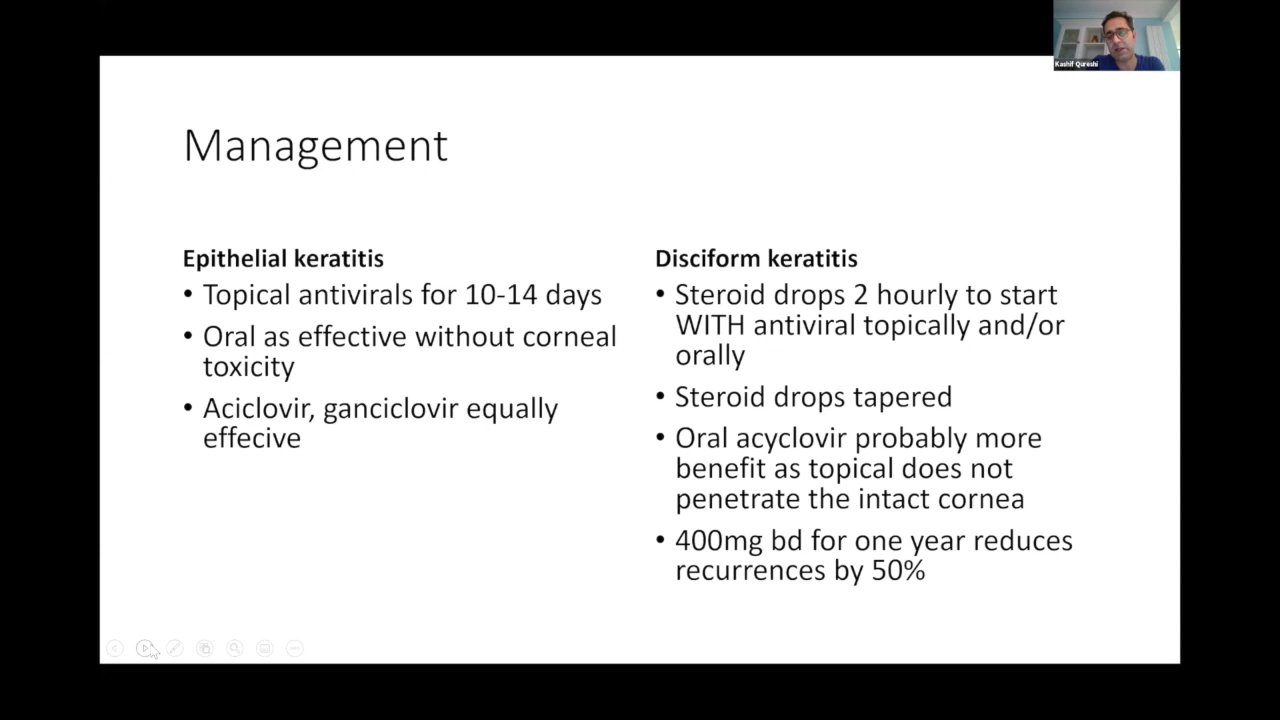 Kashif Qureshi
Management
Epithelial keratitis
• Topical antivirals for 10-14 days
• Oral as effective without corneal
toxicity
• Aciclovir, ganciclovir equally
effecive
Disciform keratitis
• Steroid drops 2 hourly to start
WITH antiviral topically and/or
orally
• Steroid drops tapered
• Oral acyclovir probably more
benefit as topical does not
penetrate the intact cornea
• 400mg bd for one year reduces
recurrences by 50%